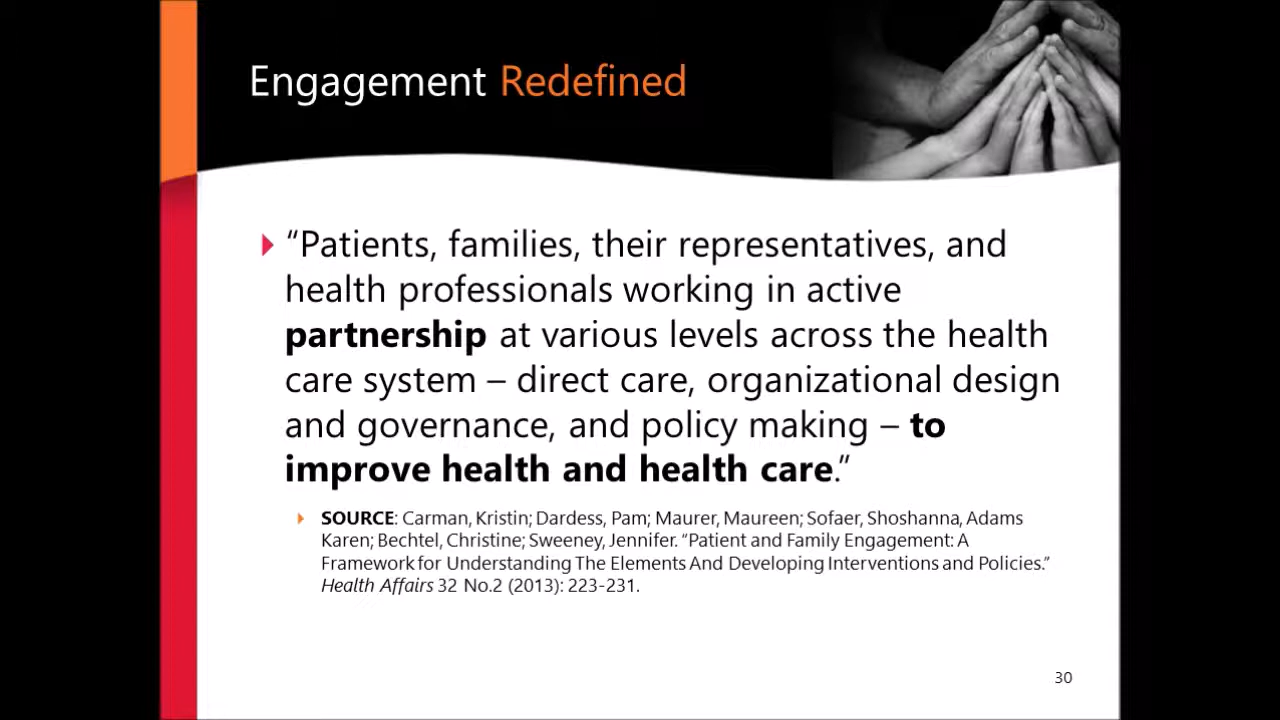 Engagement Redefined
“Patients, families, their representatives, and
health professionals working in active
partnership at various levels across the health
care system – direct care, organizational design
and governance, and policy making – to
improve health and health care.”
SOURCE: Carman, Kristin; Dardess, Pam; Maurer, Maureen; Sofaer, Shoshanna, Adams
Karen; Bechtel, Christine; Sweeney, Jennifer. “Patient and Family Engagement: A
Framework for Understanding The Elements And Developing Interventions and Policies.”
Health Affairs 32 No.2 (2013): 223-231.
30